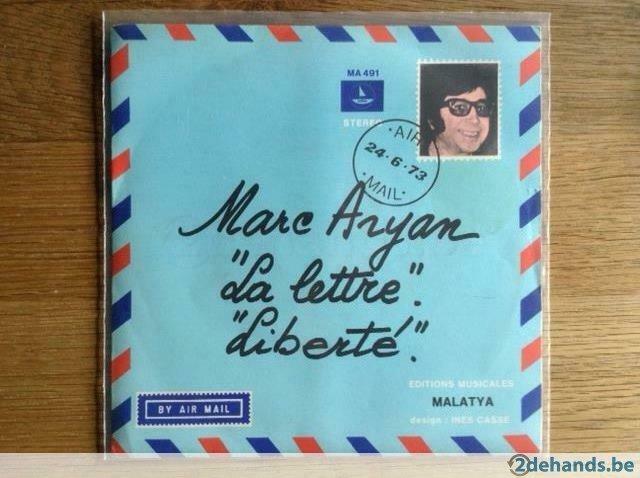 MA 491
STEREO
·AIR
24·6·73
MAIL·
Marc Aryan
"La lettre".
"Liberté".
EDITIONS MUSICALES
MALATYA
design : INES CASSE
BY AIR MAIL
2dehands.be